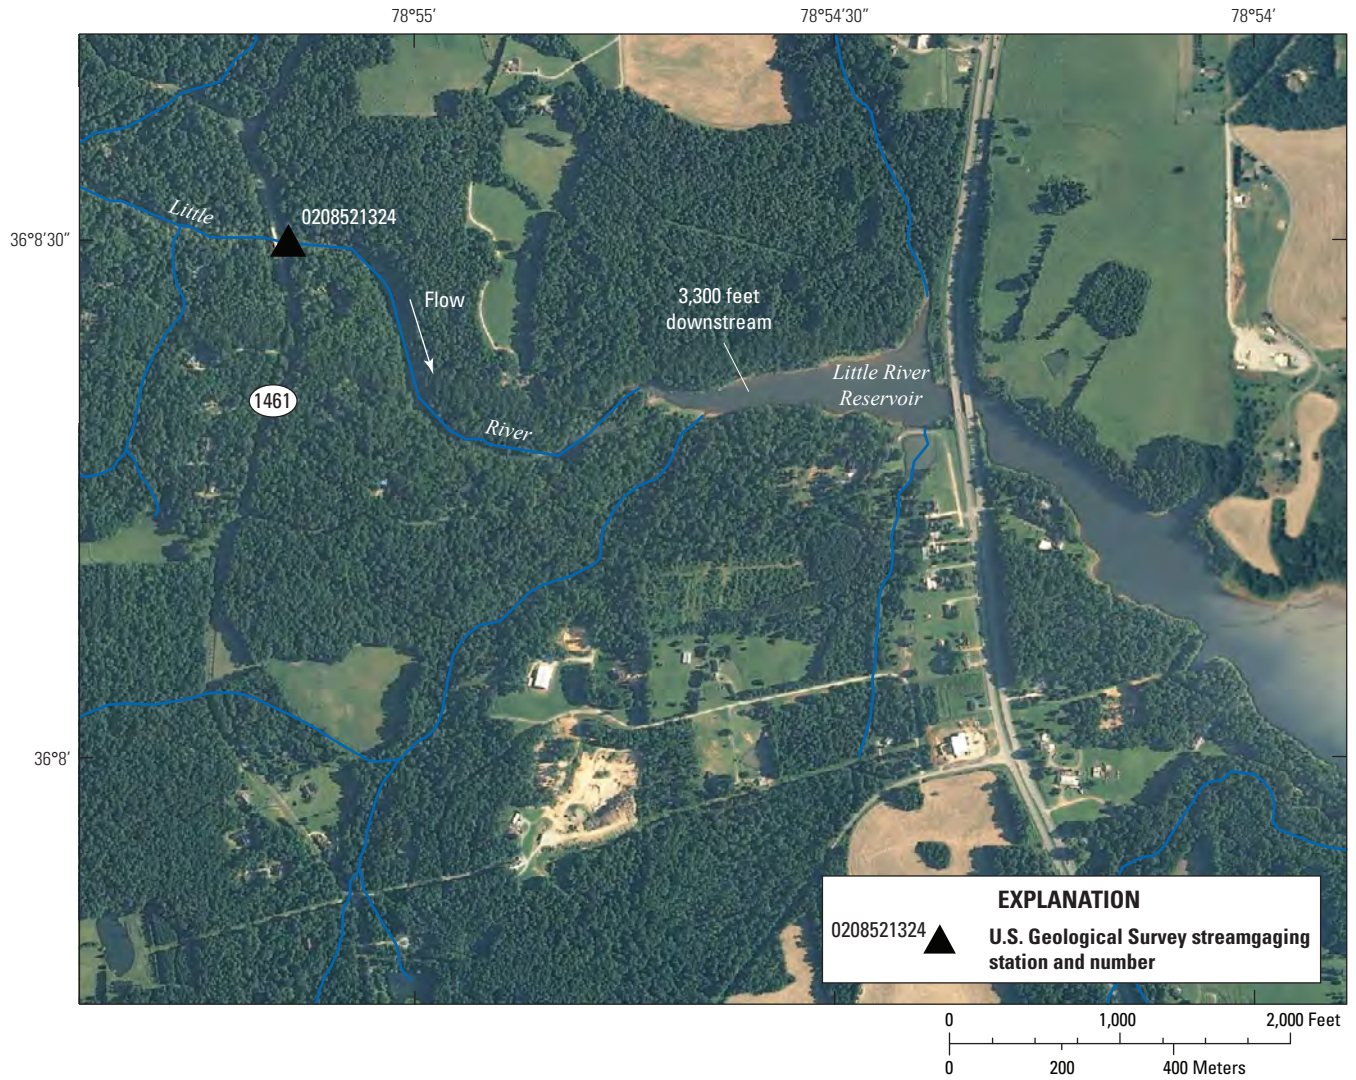 78°55′
78°54′30″
78°54′
Little
0208521324
36°8′30″
Flow
3,300 feet
downstream
Little River
Reservoir
1461
River
36°8′
EXPLANATION
0208521324
U.S. Geological Survey streamgaging
station and number
0 1,000 2,000 Feet
0 200 400 Meters